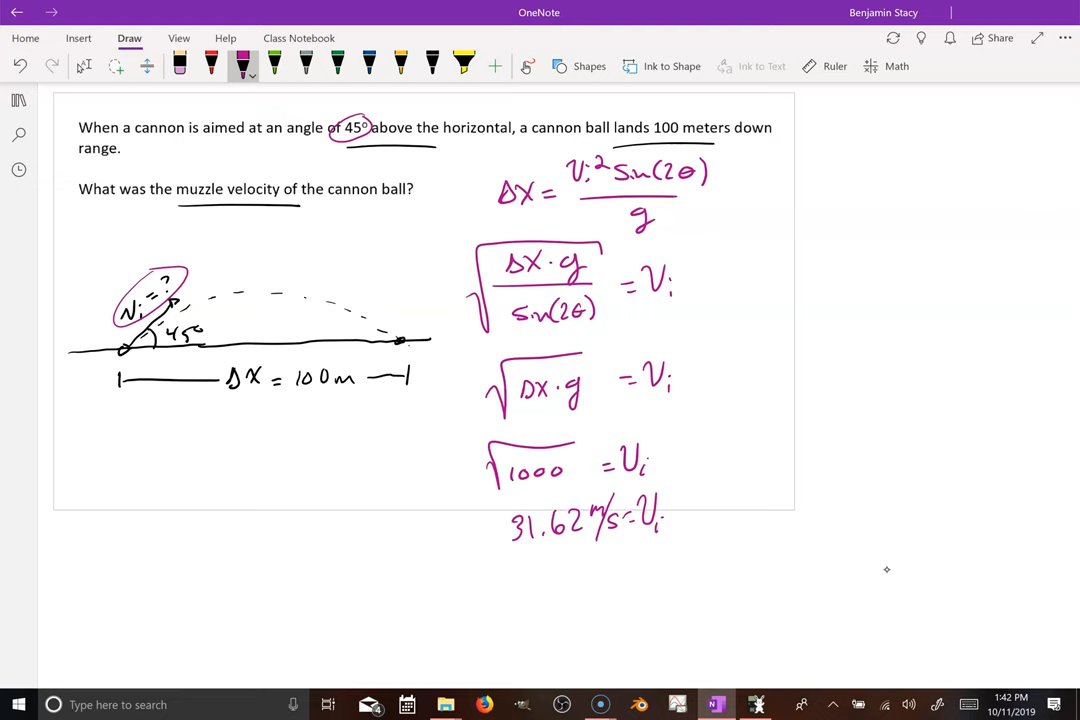 OneNote
Benjamin Stacy
Home Insert Draw View Help Class Notebook
Share
Shapes Ink to Shape Ink to Text Ruler Math
When a cannon is aimed at an angle of 45° above the horizontal, a cannon ball lands 100 meters down
range.
What was the muzzle velocity of the cannon ball?
Δx = Vi² sin(2θ) / g
√(Δx · g / sin(2θ)) = Vi
Vi = ?
45°
Δx = 100m
√(Δx · g) = Vi
√1000 = Vi
31.62 m/s = Vi
Type here to search
4
1:42 PM
10/11/2019